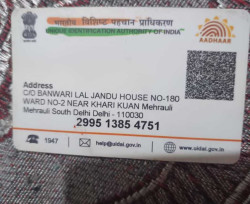 भारतीय विशिष्ट पहचान प्राधिकरण
UNIQUE IDENTIFICATION AUTHORITY OF INDIA
AADHAAR
Address
C/O BANWARI LAL JANDU HOUSE NO-180
WARD NO-2 NEAR KHARI KUAN Mehrauli
Mehrauli South Delhi Delhi - 110030
2995 1385 4751
1947
help@uidai.gov.in
www.uidai.gov.in